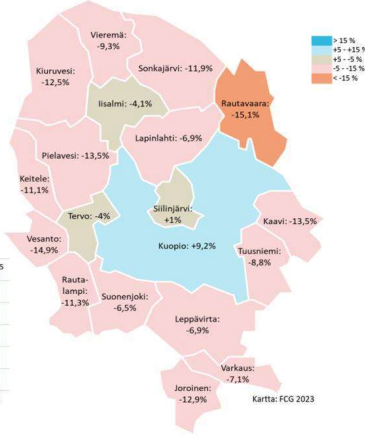 Vieremä:
-9,3%
Kiuruvesi:
-12,5%
Sonkajärvi: -11,9%
> 15 %
+5 - +15 %
+5 - -5%
-5 - -15 %
< -15 %
Iisalmi: -4,1%
Rautavaara:
-15,1%
Lapinlahti: -6,9%
Pielavesi: -13,5%
Keitele:
-11,1%
Siilinjärvi:
+1%
Tervo: -4%
Kaavi: -13,5%
Vesanto:
-14,9%
Kuopio: +9,2%
Tuusniemi:
-8,8%
5
Rauta-
lampi:
-11,3%
Suonenjoki:
-6,5%
Leppävirta:
-6,9%
Varkaus:
-7,1%
Joroinen:
-12,9%
Kartta: FCG 2023